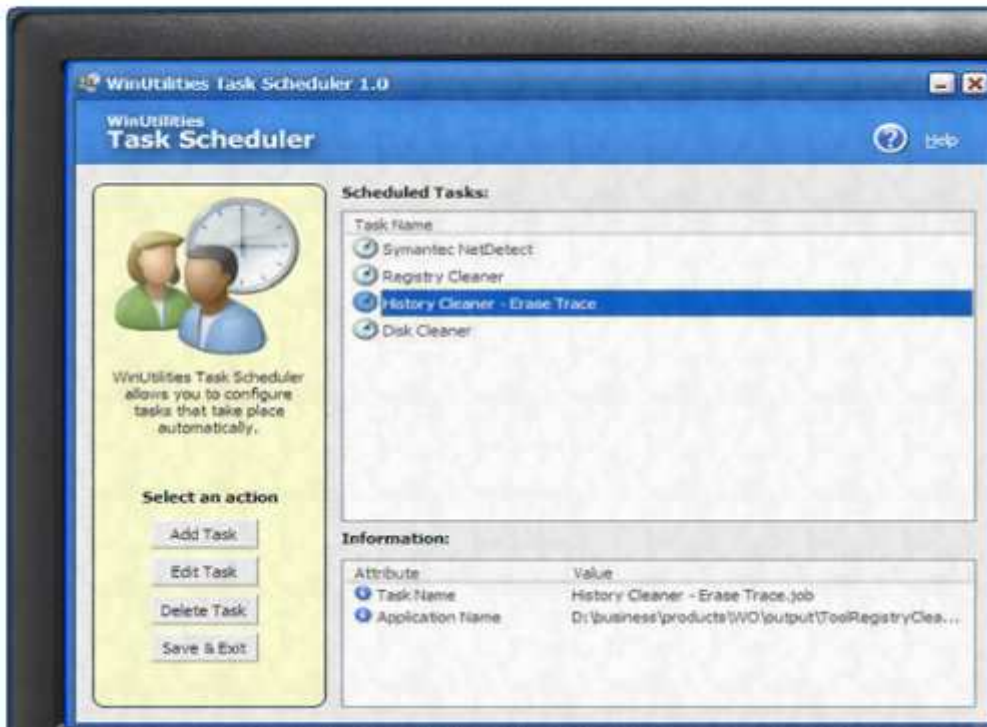 WinUtilities Task Scheduler 1.0
WinUtilities
Task Scheduler
Help
Scheduled Tasks:
Task Name
Symantec NetDetect
Registry Cleaner
History Cleaner - Erase Trace
Disk Cleaner
WinUtilities Task Scheduler
allows you to configure
tasks that take place
automatically.
Select an action
Add Task
Edit Task
Delete Task
Save & Exit
Information:
Attribute Value
Task Name History Cleaner - Erase Trace.job
Application Name D:\business\products\WO\output\ToolRegistryClea...